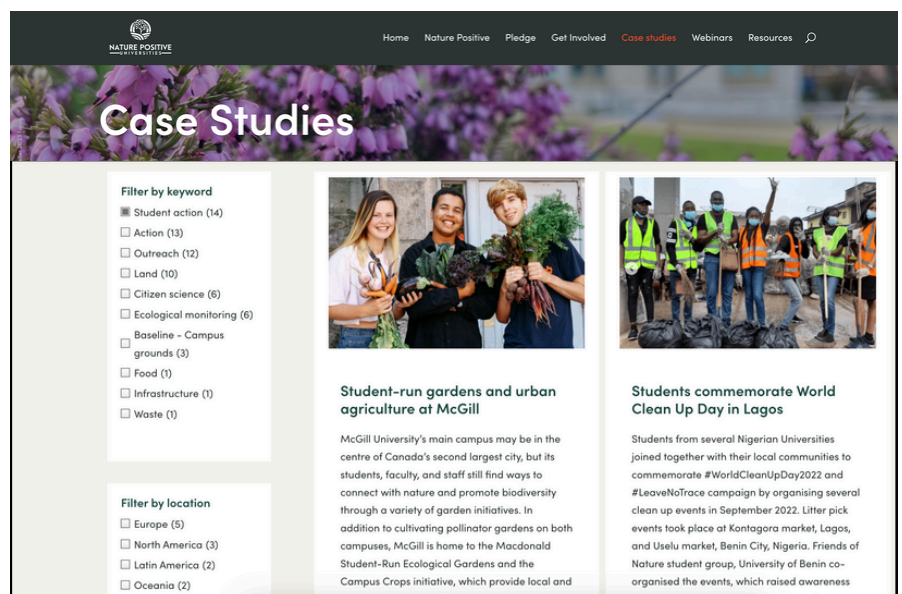 NATURE POSITIVE
UNIVERSITIES
Home Nature Positive Pledge Get Involved Case studies Webinars Resources
Case Studies
Filter by keyword
Student action (14)
Action (13)
Outreach (12)
Land (10)
Citizen science (6)
Ecological monitoring (6)
Baseline - Campus
grounds (3)
Food (1)
Infrastructure (1)
Waste (1)
Filter by location
Europe (5)
North America (3)
Latin America (2)
Oceania (2)
Student-run gardens and urban
agriculture at McGill
McGill University's main campus may be in the
centre of Canada's second largest city, but its
students, faculty, and staff still find ways to
connect with nature and promote biodiversity
through a variety of garden initiatives. In
addition to cultivating pollinator gardens on both
campuses, McGill is home to the Macdonald
Student-Run Ecological Gardens and the
Campus Crops initiative, which provide local and
Students commemorate World
Clean Up Day in Lagos
Students from several Nigerian Universities
joined together with their local communities to
commemorate #WorldCleanUpDay2022 and
#LeaveNoTrace campaign by organising several
clean up events in September 2022. Litter pick
events took place at Kontagora market, Lagos,
and Uselu market, Benin City, Nigeria. Friends of
Nature student group, University of Benin co-
organised the events, which raised awareness